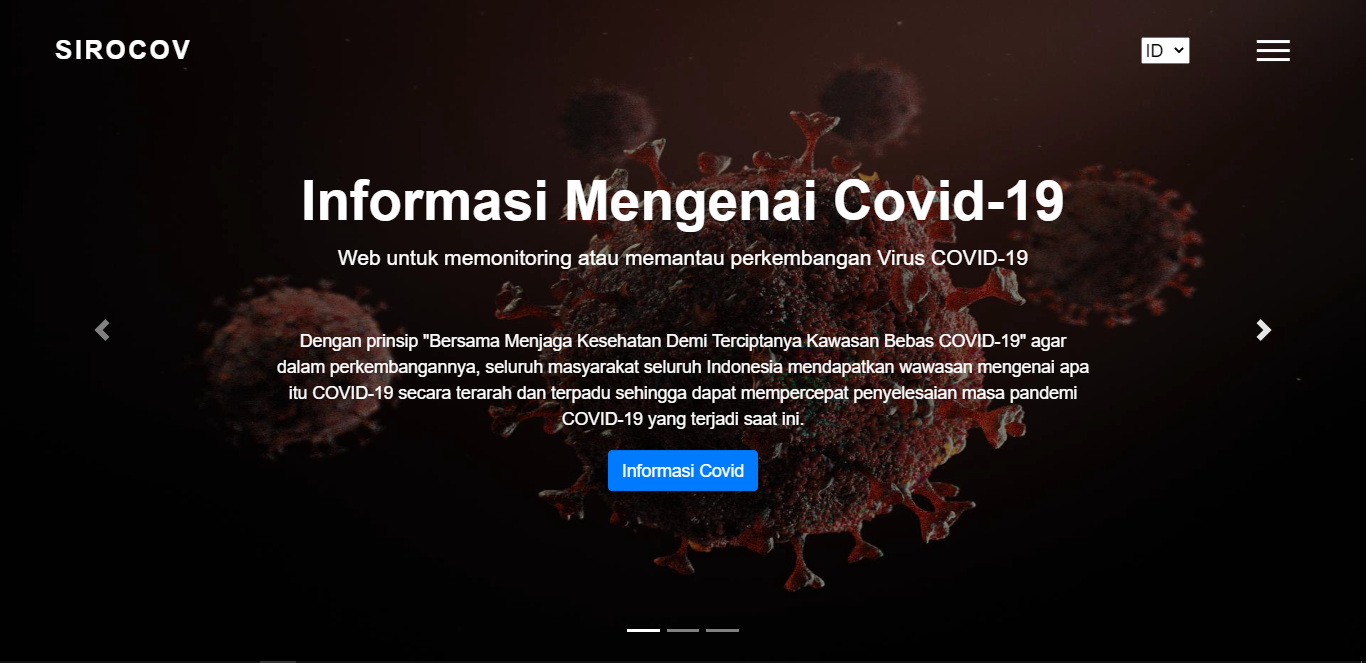 SIROCOV
ID
Informasi Mengenai Covid-19
Web untuk memonitoring atau memantau perkembangan Virus COVID-19
Dengan prinsip "Bersama Menjaga Kesehatan Demi Terciptanya Kawasan Bebas COVID-19" agar
dalam perkembangannya, seluruh masyarakat seluruh Indonesia mendapatkan wawasan mengenai apa
itu COVID-19 secara terarah dan terpadu sehingga dapat mempercepat penyelesaian masa pandemi
COVID-19 yang terjadi saat ini.
Informasi Covid